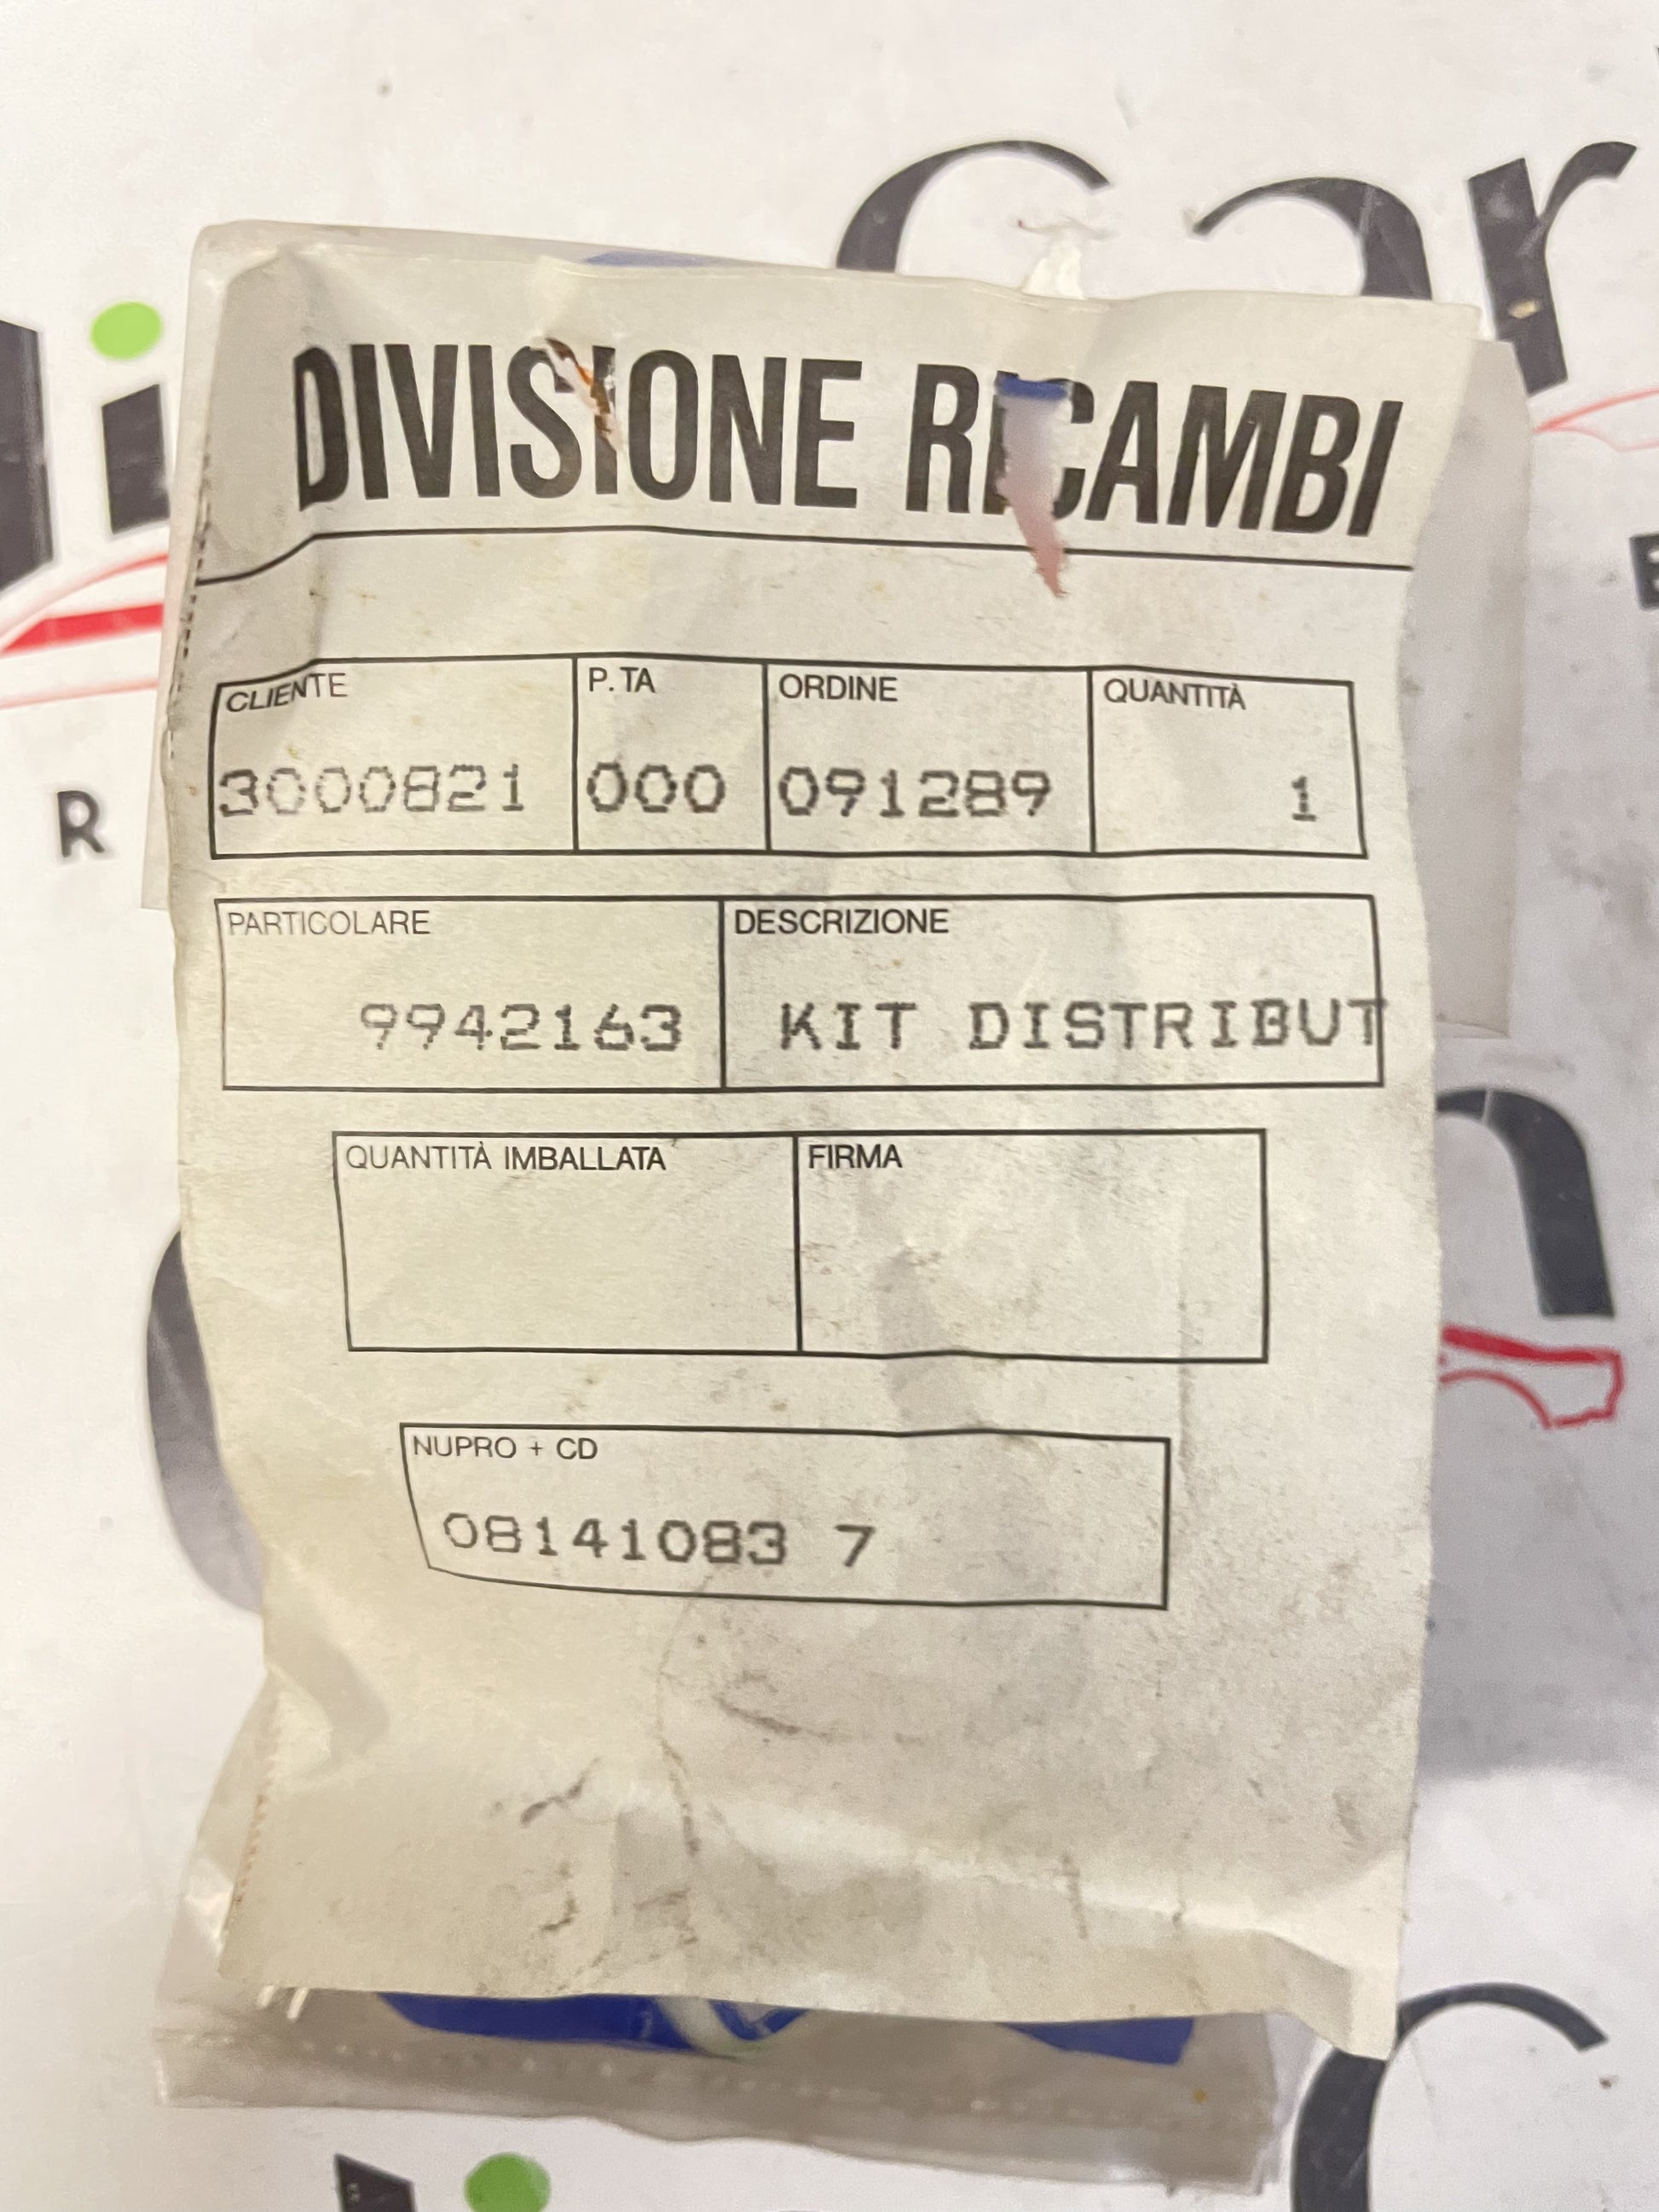 DIVISIONE RICAMBI
CLIENTE P. TA ORDINE QUANTITÀ
3000821 000 091289 1
PARTICOLARE DESCRIZIONE
9942163 KIT DISTRIBUT
QUANTITÀ IMBALLATA FIRMA
NUPRO + CD
08141083 7
car
R